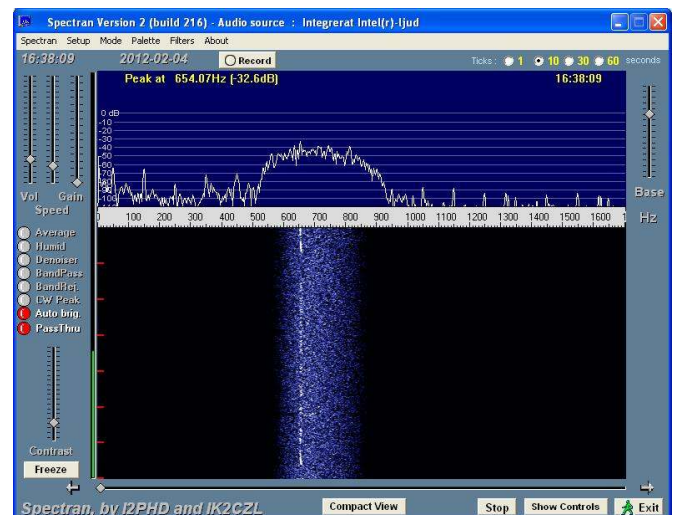 Spectran Version 2 (build 216) - Audio source : Integrerat Intel(r)-ljud
Spectran Setup Mode Palette Filters About
16:38:09 2012-02-04 Record Ticks: 1 10 30 60 seconds
Peak at 654.07Hz [-32.6dB] 16:38:09
0 dB
-10
-20
-30
-40
-50
-60
-70
-80
-90
-100
Vol Gain
Speed
Base
0 100 200 300 400 500 600 700 800 900 1000 1100 1200 1300 1400 1500 1600 1
Hz
Average
Humid
Denoiser
BandPass
BandRej.
CW Peak
Auto brig.
PassThru
Contrast
Freeze
Spectran, by I2PHD and IK2CZL Compact View Stop Show Controls Exit